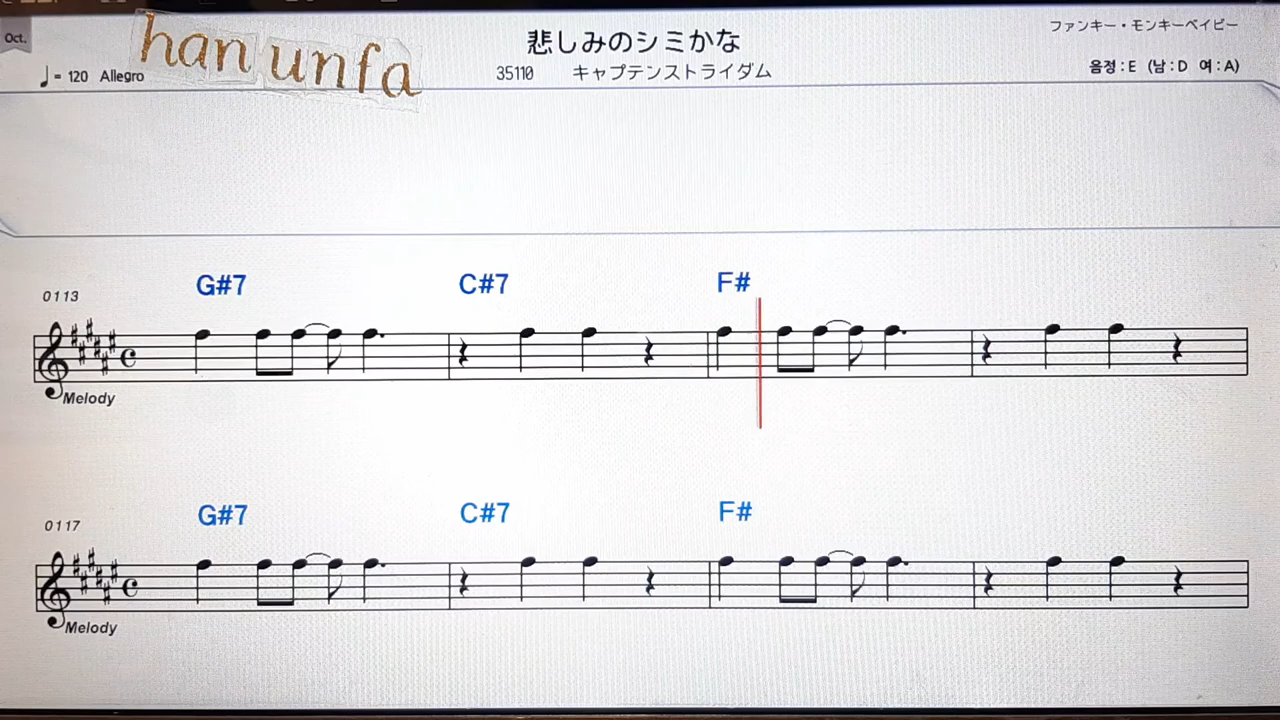 Oct.
han unfa
悲しみのシミかな
ファンキー・モンキーベイビー
♩= 120 Allegro
35110 キャプテンストライダム
음정:E (남:D 여:A)
G#7 C#7 F#
0113
Melody
G#7 C#7 F#
0117
Melody